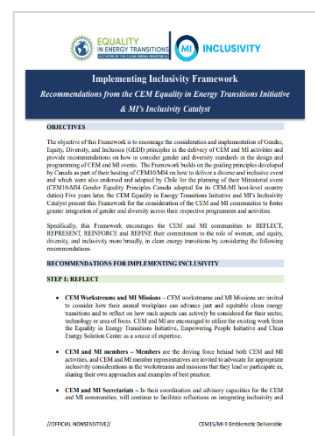 EQUALITY
IN ENERGY TRANSITIONS
INITIATIVE OF THE CLEAN ENERGY MINISTERIAL
MI INCLUSIVITY
Implementing Inclusivity Framework
Recommendations from the CEM Equality in Energy Transitions Initiative
& MI's Inclusivity Catalyst
OBJECTIVES
The objective of this Framework is to encourage the consideration and implementation of Gender,
Equity, Diversity, and Inclusion (GEDI) principles in the delivery of CEM and MI activities and
provide recommendations on how to consider gender and diversity standards in the design and
programming of CEM and MI events. The Framework builds on the guiding principles developed
by Canada as part of their hosting of CEM10/MI4 on how to deliver a diverse and inclusive event
and which were also endorsed and adopted by Chile for the planning of their Ministerial event
(CEM10-MI4 Gender Equality Principles Canada adopted for its CEM-MI host-level country
Five years later, the CEM Equality in Energy Transitions Initiative and MI's Inclusivity
Catalyst present this Framework for the consideration of the CEM and MI communities to foster
greater integration of gender and diversity across their respective programmes and activities.
Specifically, this Framework encourages the CEM and MI communities to REFLECT,
REPRESENT, REINFORCE and REFINE their commitment to the role of women, and equity,
diversity, and inclusivity more broadly, in clean energy transitions by considering the following
recommendations.
RECOMMENDATIONS FOR IMPLEMENTING INCLUSIVITY
STEP 1: REFLECT
• CEM Workstreams and MI Missions – CEM workstreams and MI Missions are invited
to consider how their annual workplans can advance just and equitable clean energy
transitions and to reflect on how such aspects can actively be considered for their sector,
technology or area of focus. CEM and MI are encouraged to utilize the existing work from
the Equality in Energy Transitions Initiative, Empowering People Initiative and Clean
Energy Solution Center as a source of expertise.
• CEM and MI members – Members are the driving force behind both CEM and MI
activities, and CEM and MI member representatives are invited to advocate for appropriate
inclusivity considerations in the workstreams and missions that they lead or participate in,
sharing their own approaches and examples of best practice.
• CEM and MI Secretariats – In their coordination and advisory capacities for the CEM
and MI communities, will continue to facilitate reflections on integrating inclusivity and
//OFFICIAL-NONSENSITIVE// CEM15/MI-9 Emblematic Deliverable